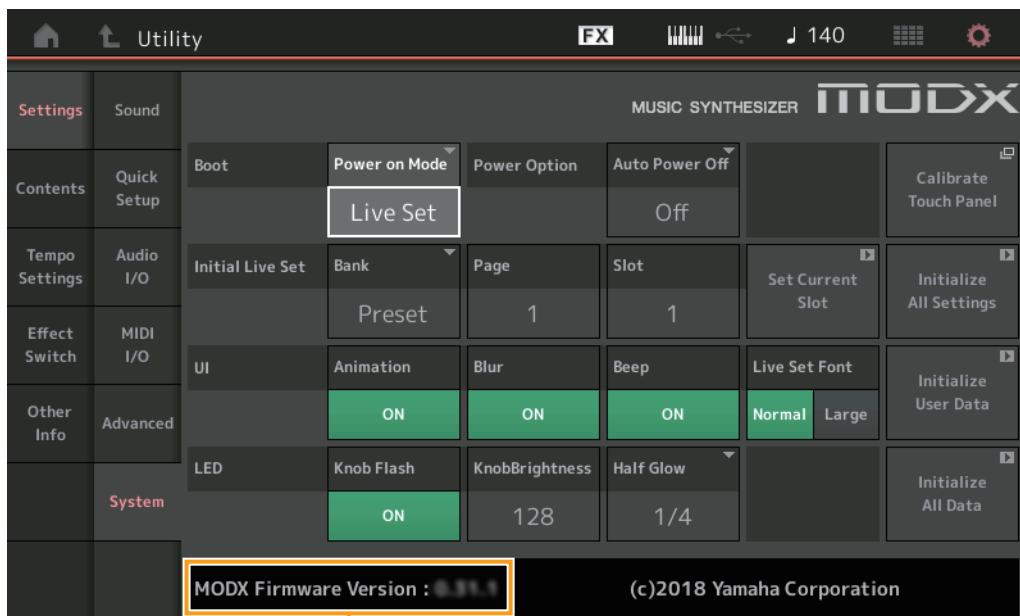 Utility
FX
140
Settings
Contents
Tempo
Settings
Effect
Switch
Other
Info
Sound
Quick
Setup
Audio
I/O
MIDI
I/O
Advanced
System
MUSIC SYNTHESIZER MODX
Boot
Power on Mode
Live Set
Power Option
Auto Power Off
Off
Calibrate
Touch Panel
Initial Live Set
Bank
Preset
Page
1
Slot
1
Set Current
Slot
Initialize
All Settings
UI
Animation
ON
Blur
ON
Beep
ON
Live Set Font
Normal
Large
Initialize
User Data
LED
Knob Flash
ON
KnobBrightness
128
Half Glow
1/4
Initialize
All Data
MODX Firmware Version :
(c)2018 Yamaha Corporation